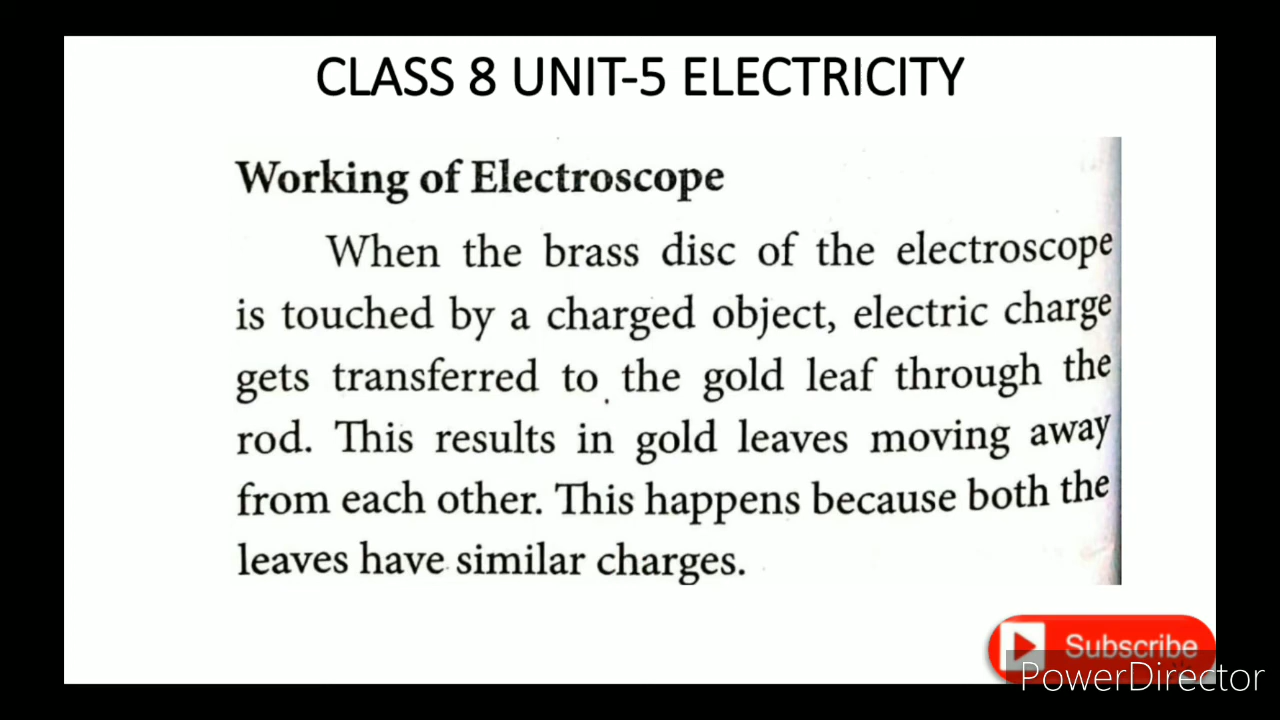 CLASS 8 UNIT-5 ELECTRICITY
Working of Electroscope
When the brass disc of the electroscope
is touched by a charged object, electric charge
gets transferred to the gold leaf through the
rod. This results in gold leaves moving away
from each other. This happens because both the
leaves have similar charges.
Subscribe
PowerDirector